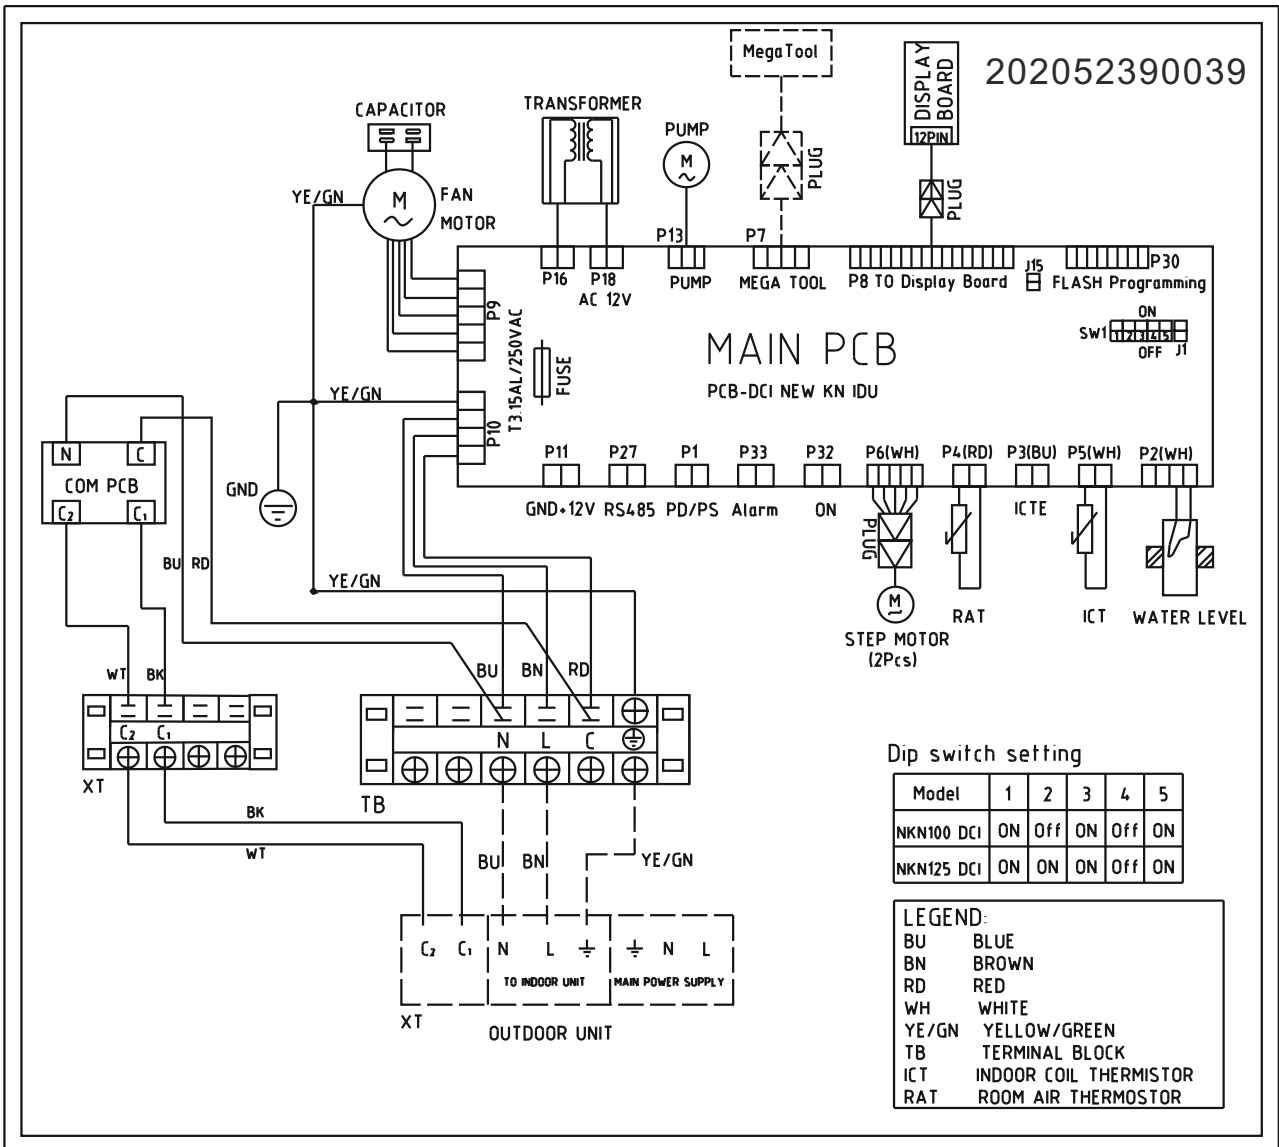 202052390039
MegaTool
DISPLAY BOARD
12PIN
CAPACITOR
TRANSFORMER
PUMP
M
PLUG
PLUG
YE/GN
M
FAN
MOTOR
P13
P7
P16
P18
AC 12V
PUMP
MEGA TOOL
P8 TO Display Board
J15
P30
FLASH Programming
P9
T3.15AL/250VAC
FUSE
MAIN PCB
PCB-DCI NEW KN IDU
ON
SW1
1 2 3 4 5
OFF
J1
YE/GN
P10
P11
P27
P1
P33
P32
P6(WH)
P4(RD)
P3(BU)
P5(WH)
P2(WH)
GND+12V
RS485
PD/PS
Alarm
ON
ICTE
N
C
COM PCB
C2
C1
GND
PLUG
BU
RD
YE/GN
M
STEP MOTOR
(2Pcs)
RAT
ICT
WATER LEVEL
WT
BK
BU
BN
RD
C2
C1
N
L
C
XT
TB
BK
WT
BU
BN
YE/GN
C2
C1
N
L
N
L
TO INDOOR UNIT
MAIN POWER SUPPLY
XT
OUTDOOR UNIT
Dip switch setting
Model 1 2 3 4 5
NKN100 DCI ON Off ON Off ON
NKN125 DCI ON ON ON Off ON
LEGEND:
BU BLUE
BN BROWN
RD RED
WH WHITE
YE/GN YELLOW/GREEN
TB TERMINAL BLOCK
ICT INDOOR COIL THERMISTOR
RAT ROOM AIR THERMOSTOR